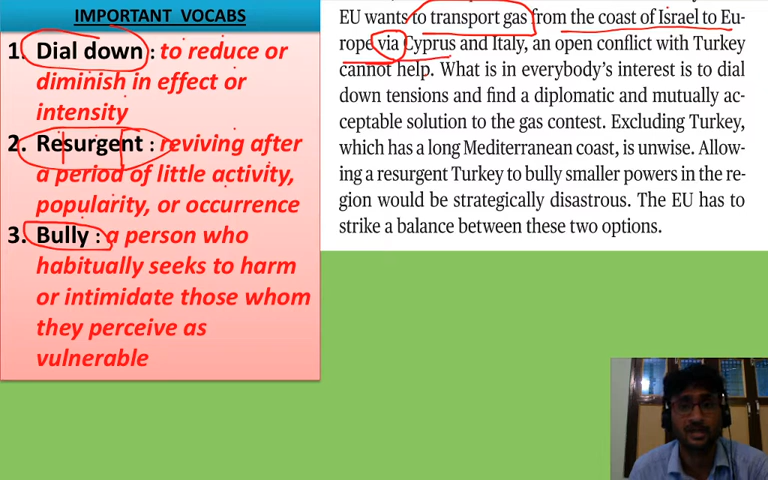 IMPORTANT VOCABS
1. Dial down : to reduce or
diminish in effect or
intensity
2. Resurgent : reviving after
a period of little activity,
popularity, or occurrence
3. Bully : a person who
habitually seeks to harm
or intimidate those whom
they perceive as
vulnerable
EU wants to transport gas from the coast of Israel to Eu-
rope via Cyprus and Italy, an open conflict with Turkey
cannot help. What is in everybody's interest is to dial
down tensions and find a diplomatic and mutually ac-
ceptable solution to the gas contest. Excluding Turkey,
which has a long Mediterranean coast, is unwise. Allow-
ing a resurgent Turkey to bully smaller powers in the re-
gion would be strategically disastrous. The EU has to
strike a balance between these two options.